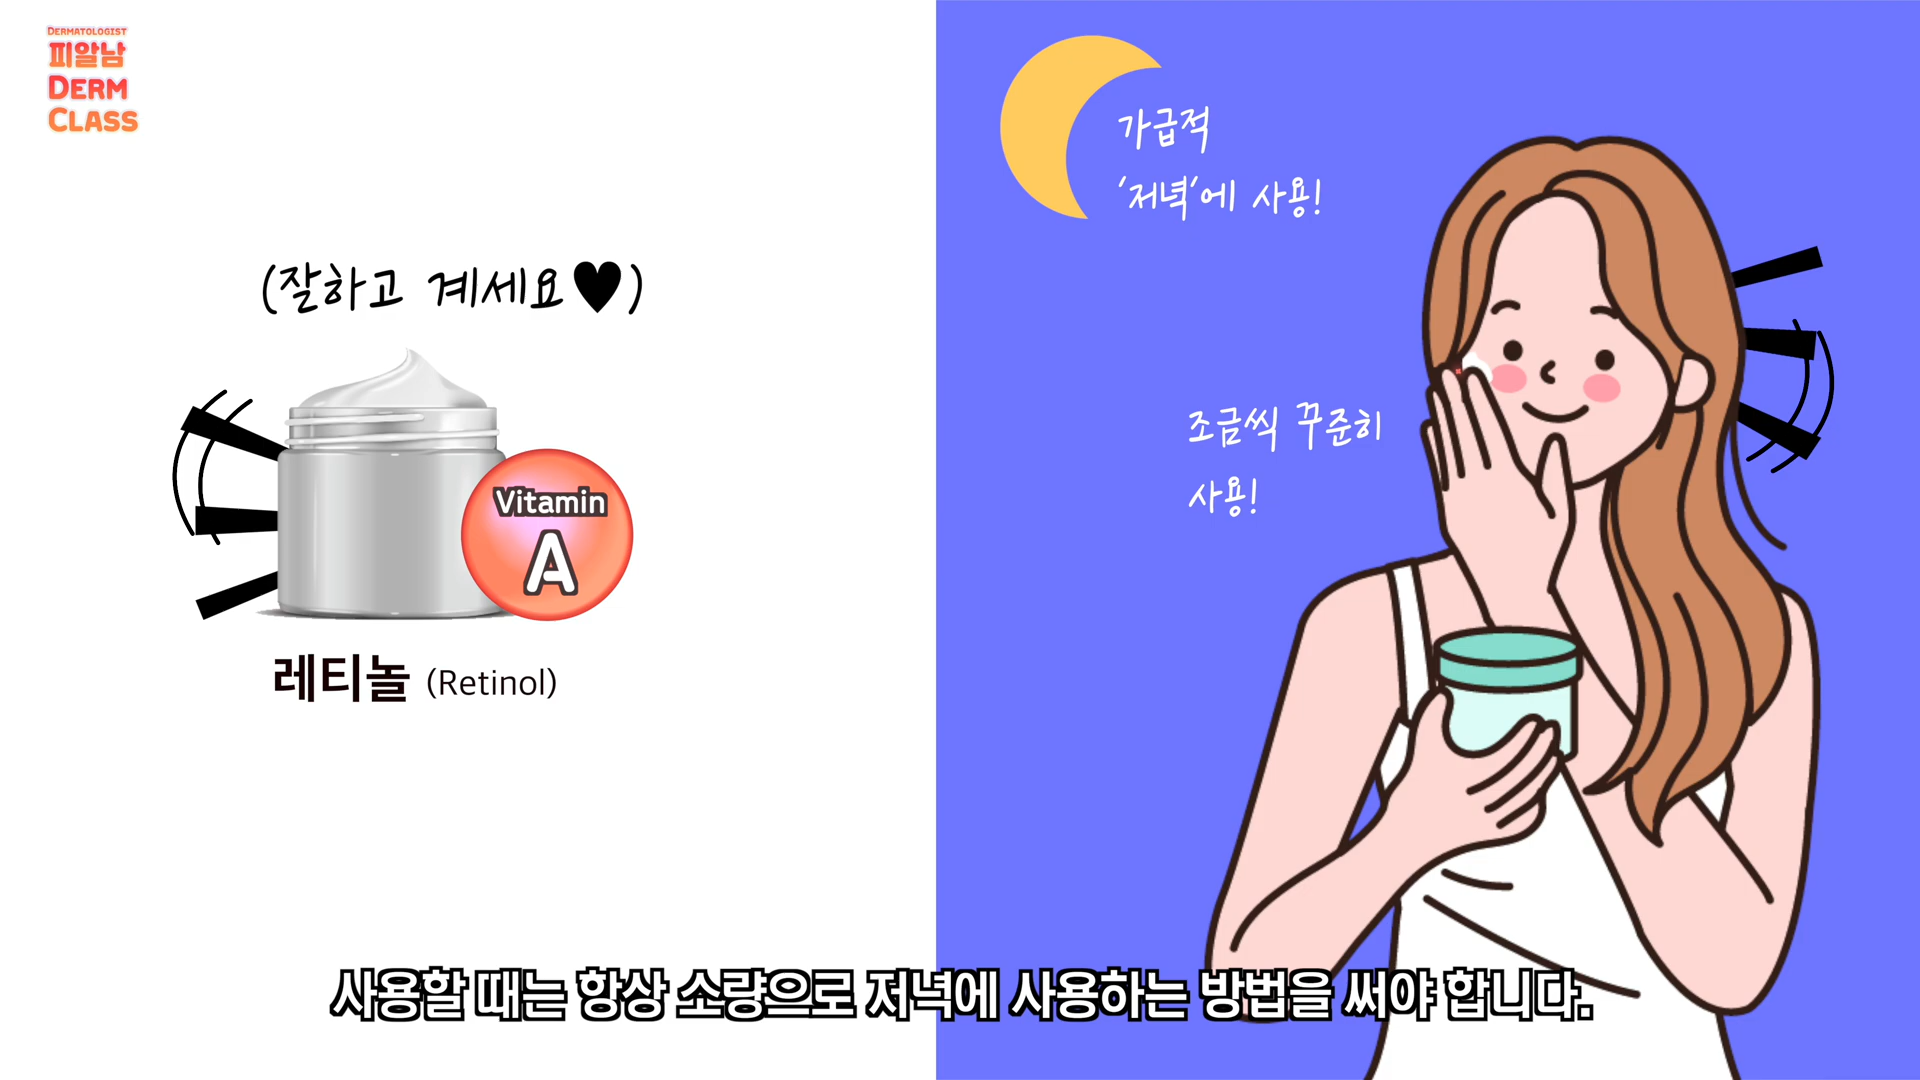 DERMATOLOGIST
피알남
DERM
CLASS
(잘하고 계세요♥)
Vitamin
A
레티놀 (Retinol)
가급적
'저녁'에 사용!
조금씩 꾸준히
사용!
사용할 때는 항상 소량으로 저녁에 사용하는 방법을 써야 합니다.